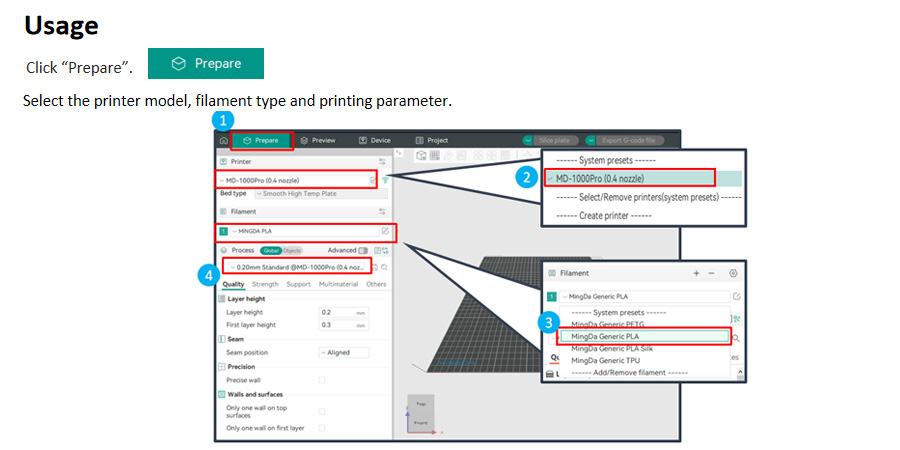 Usage
Click “Prepare”.
Prepare
Select the printer model, filament type and printing parameter.
1
Prepare
Preview
Device
Project
Slice plate
Export G-code file
Printer
MD-1000Pro (0.4 nozzle)
Bed type
Smooth High Temp Plate
Filament
1
MINGDA PLA
Process
Global
Objects
Advanced
4
0.20mm Standard @MD-1000Pro (0.4 noz...
Quality Strength Support Multimaterial Others
Layer height
Layer height 0.2 mm
First layer height 0.3 mm
Seam
Seam position Aligned
Precision
Precise wall
Walls and surfaces
Only one wall on top
surfaces
Only one wall on first layer
Top
Front
x
2
------ System presets ------
MD-1000Pro (0.4 nozzle)
------ Select/Remove printers(system presets) ------
------ Create printer ------
3
Filament
1
MingDa Generic PLA
------ System presets ------
MingDa Generic PETG
MingDa Generic PLA
MingDa Generic PLA Silk
MingDa Generic TPU
------ Add/Remove filament ------